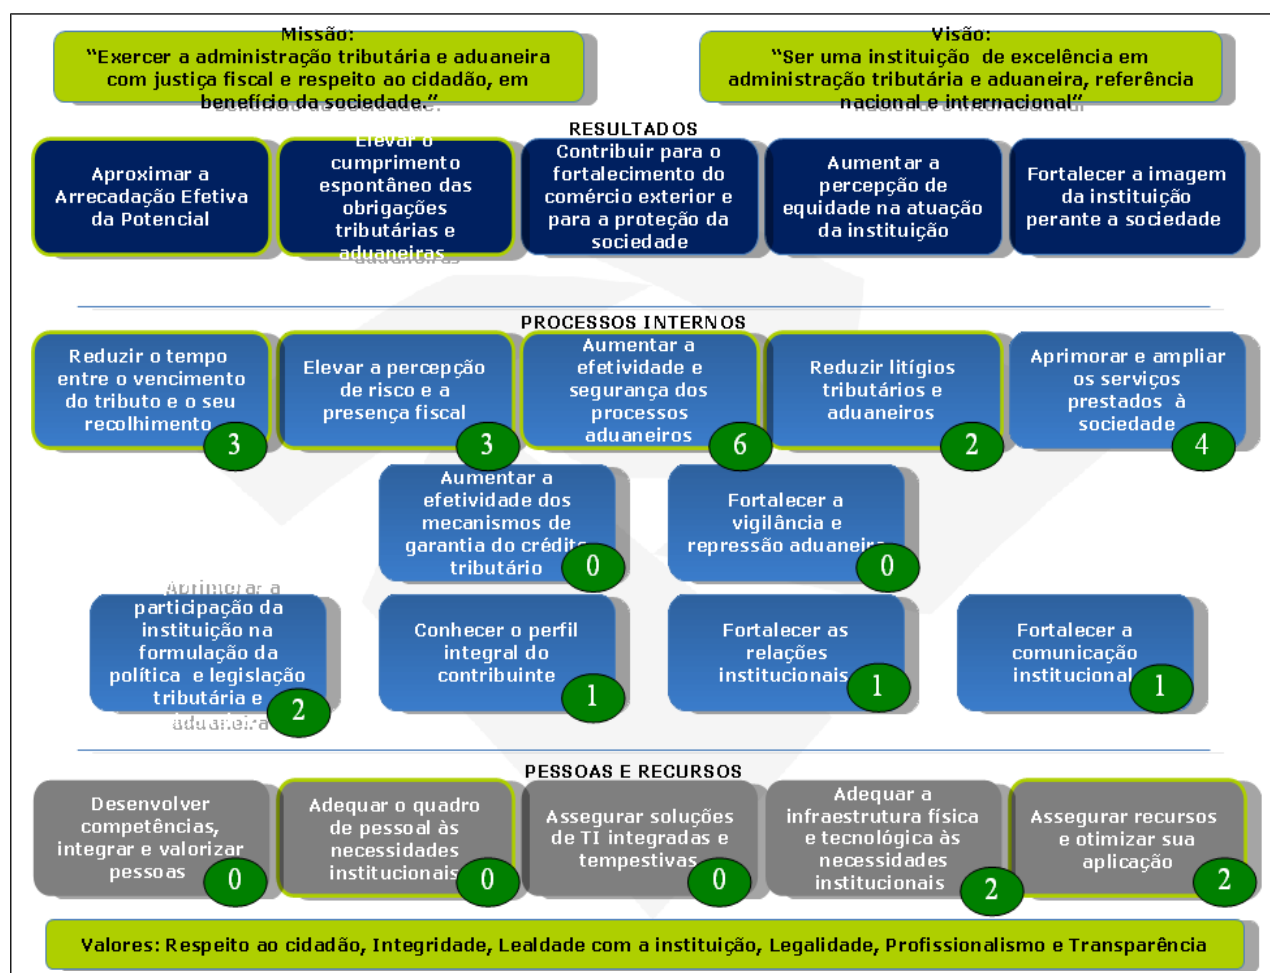 Missão:
“Exercer a administração tributária e aduaneira
com justiça fiscal e respeito ao cidadão, em
benefício da sociedade.”
Visão:
“Ser uma instituição de excelência em
administração tributária e aduaneira, referência
nacional e internacional”
RESULTADOS
Aproximar a
Arrecadação Efetiva
da Potencial
Elevar o
cumprimento
espontâneo das
obrigações
tributárias e
aduaneiras
Contribuir para o
fortalecimento do
comércio exterior e
para a proteção da
sociedade
Aumentar a
percepção de
equidade na atuação
da instituição
Fortalecer a imagem
da instituição
perante a sociedade
PROCESSOS INTERNOS
Reduzir o tempo
entre o vencimento
do tributo e o seu
recolhimento
3
Elevar a percepção
de risco e a
presença fiscal
3
Aumentar a
efetividade e
segurança dos
processos
aduaneiros
6
Reduzir litígios
tributários e
aduaneiros
2
Aprimorar e ampliar
os serviços
prestados à
sociedade
4
Aumentar a
efetividade dos
mecanismos de
garantia do crédito
tributário
0
Fortalecer a
vigilância e
repressão aduaneira
0
Aprimorar a
participação da
instituição na
formulação da
política e legislação
tributária e
aduaneira
2
Conhecer o perfil
integral do
contribuinte
1
Fortalecer as
relações
institucionais
1
Fortalecer a
comunicação
institucional
1
PESSOAS E RECURSOS
Desenvolver
competências,
integrar e valorizar
pessoas
0
Adequar o quadro
de pessoal às
necessidades
institucionais
0
Assegurar soluções
de TI integradas e
tempestivas
0
Adequar a
infraestrutura física
e tecnológica às
necessidades
institucionais
2
Assegurar recursos
e otimizar sua
aplicação
2
Valores: Respeito ao cidadão, Integridade, Lealdade com a instituição, Legalidade, Profissionalismo e Transparência